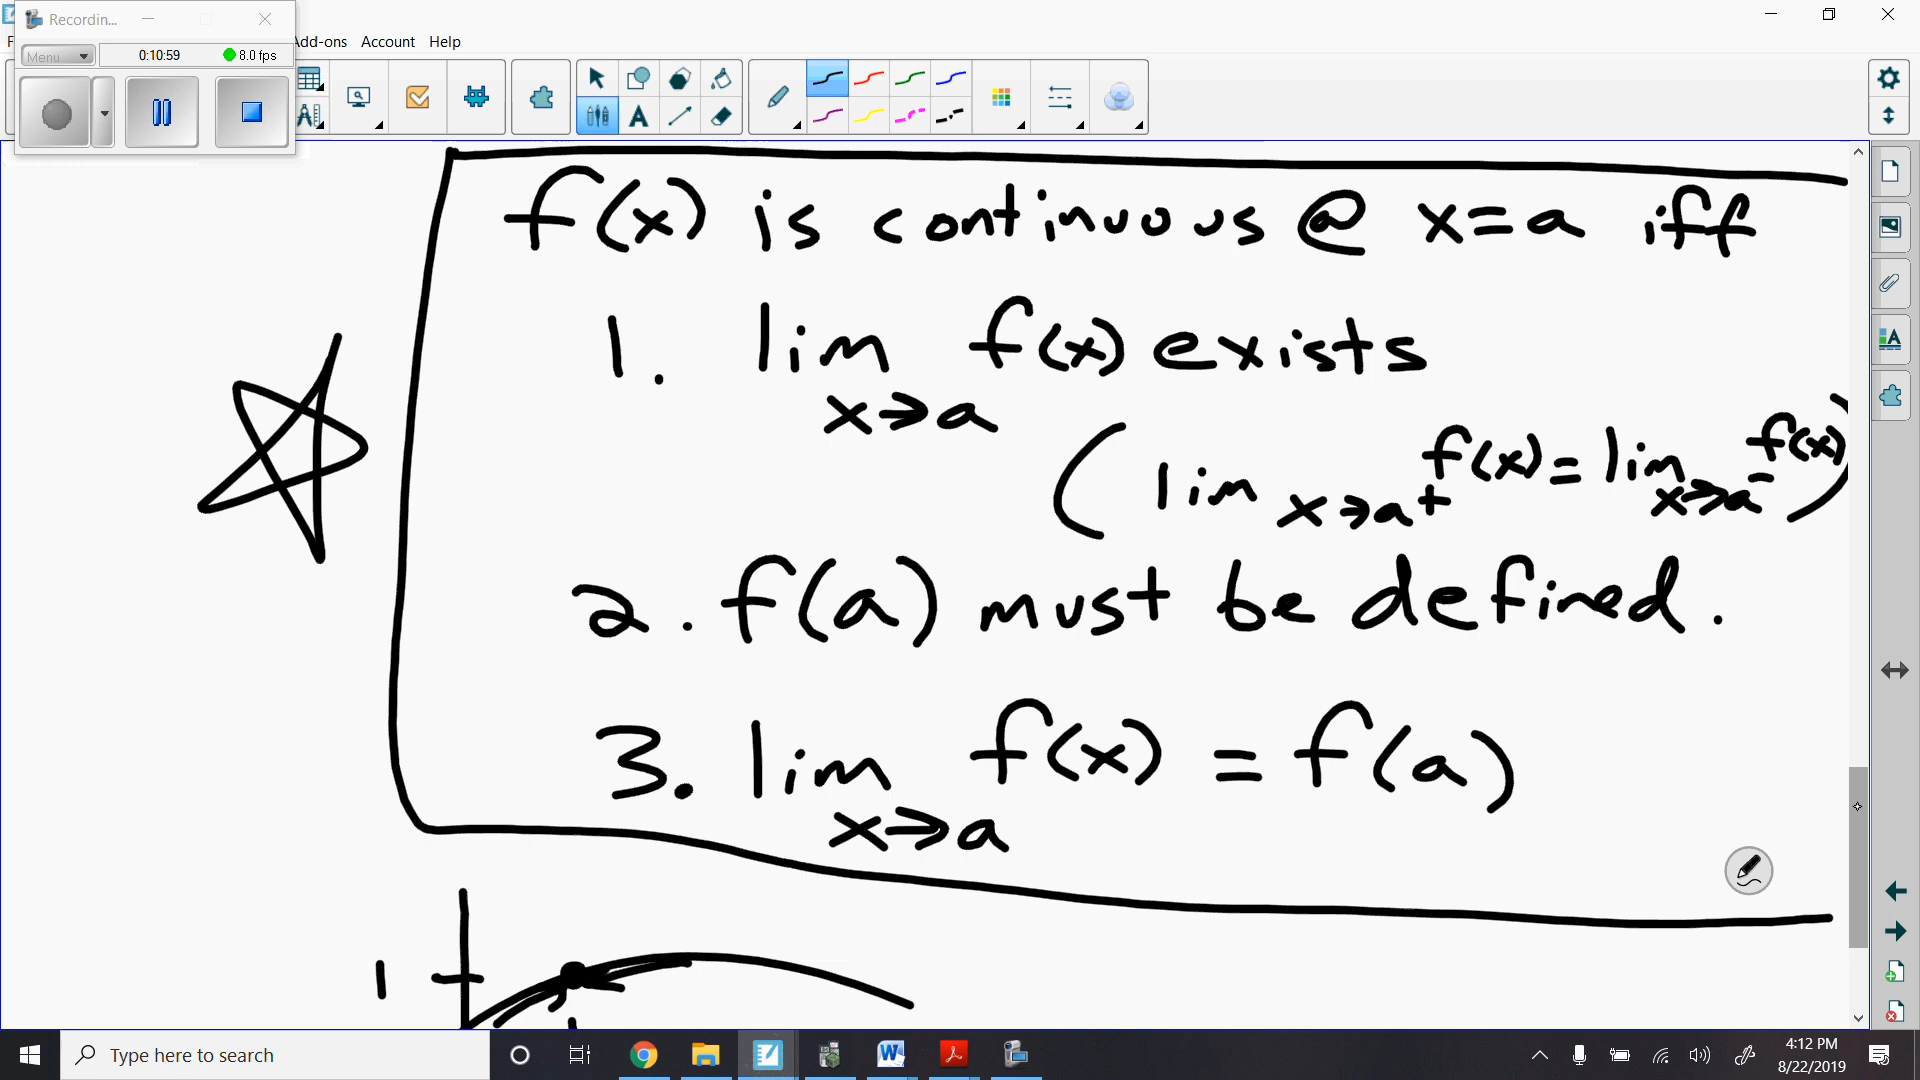 Recordin...
Add-ons Account Help
Menu 0:10:59 8.0 fps
f(x) is continuous @ x=a iff
1. lim f(x) exists
x→a
(lim x→a+ f(x) = lim x→a- f(x))
2. f(a) must be defined.
3. lim f(x) = f(a)
x→a
1
Type here to search
4:12 PM
8/22/2019